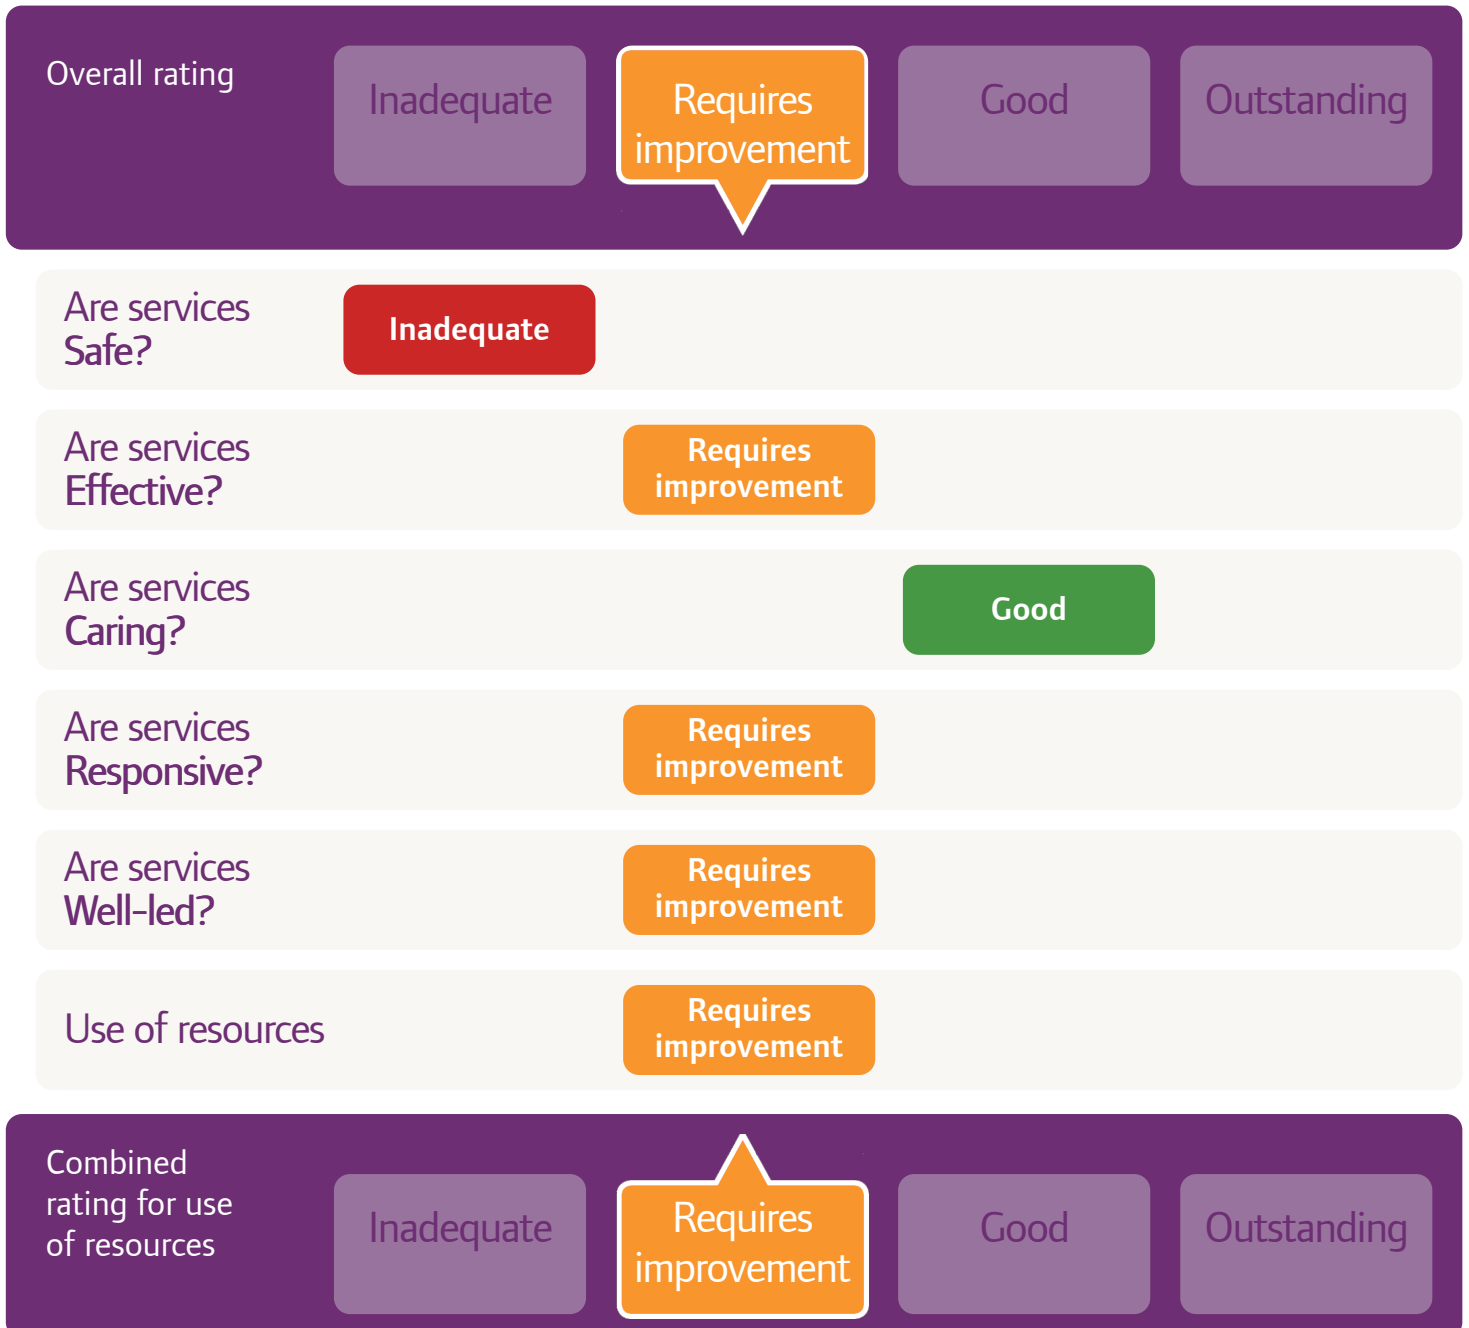 Overall rating
Inadequate
Requires
improvement
Good
Outstanding
Are services
Safe?
Inadequate
Are services
Effective?
Requires
improvement
Are services
Caring?
Good
Are services
Responsive?
Requires
improvement
Are services
Well-led?
Requires
improvement
Use of resources
Requires
improvement
Combined
rating for use
of resources
Inadequate
Requires
improvement
Good
Outstanding